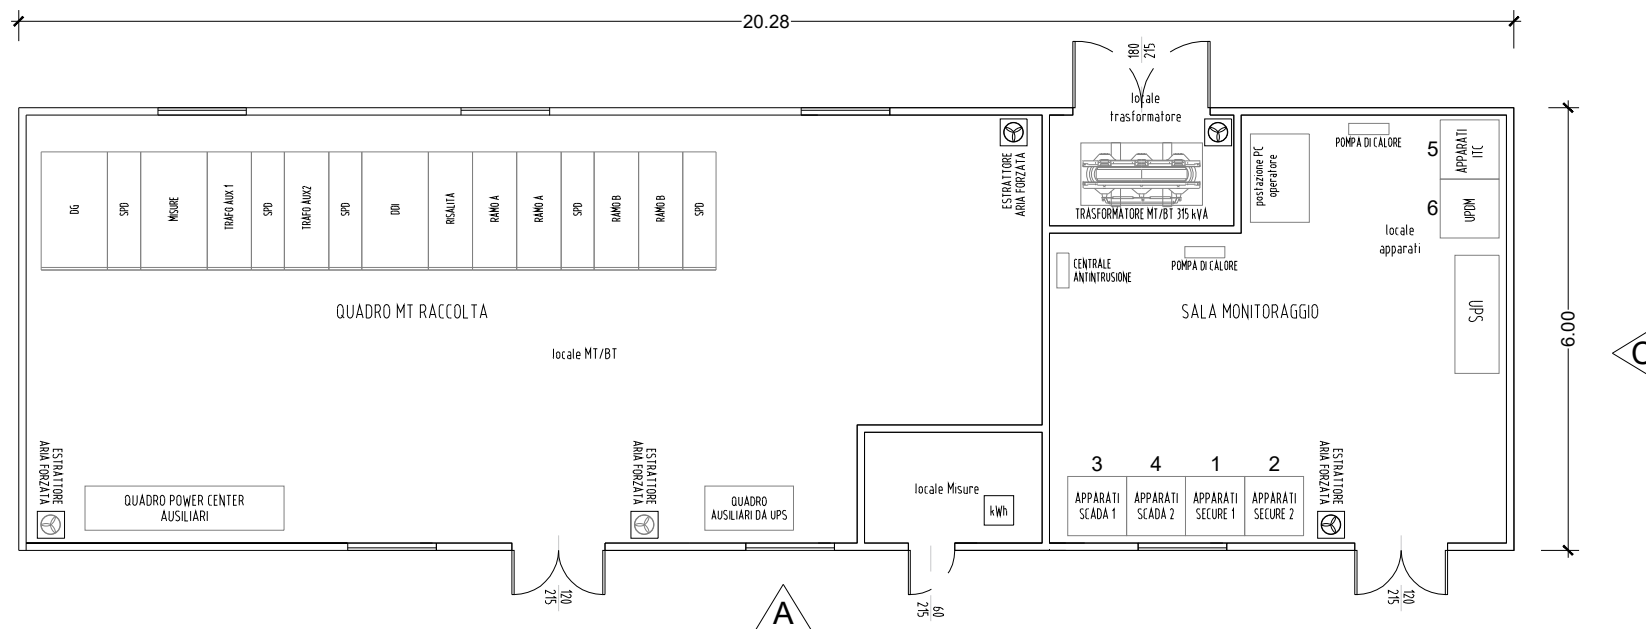 20.28
180
215
locale
trasformatore
TRASFORMATORE MT/BT 315 kVA
ESTRATTORE
ARIA FORZATA
postazione PC
operatore
POMPA DI CALORE
5
APPARATI
ITC
6
UPDM
locale
apparati
UPS
DG
SPD
MISURE
TRAFO AUX 1
SPD
TRAFO AUX2
SPD
DDI
RISALITA
RAMO A
RAMO A
SPD
RAMO B
RAMO B
SPD
CENTRALE
ANTINTRUSIONE
POMPA DI CALORE
QUADRO MT RACCOLTA
SALA MONITORAGGIO
locale MT/BT
6.00
C
ESTRATTORE
ARIA FORZATA
QUADRO POWER CENTER
AUSILIARI
ESTRATTORE
ARIA FORZATA
QUADRO
AUSILIARI DA UPS
locale Misure
kWh
3
4
1
2
APPARATI
SCADA 1
APPARATI
SCADA 2
APPARATI
SECURE 1
APPARATI
SECURE 2
ESTRATTORE
ARIA FORZATA
120
215
A
60
215
120
215